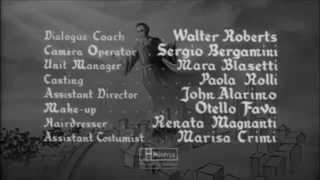 Dialogue Coach Walter Roberts
Camera Operator Sergio Bergamini
Unit Manager Mara Blasetti
Casting Paola Rolli
Assistant Director John Alarimo
Make-up Otello Fava
Hairdresser Renata Magnanti
Assistant Costumist Marisa Crimi